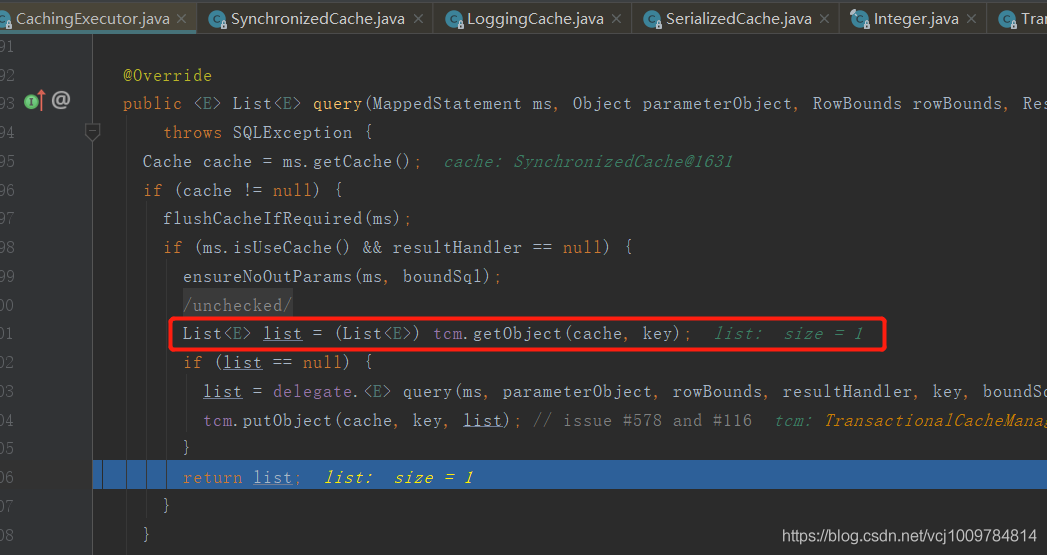 CachingExecutor.java × SynchronizedCache.java × LoggingCache.java × SerializedCache.java × Integer.java × Tra
91
92 @Override
93 public <E> List<E> query(MappedStatement ms, Object parameterObject, RowBounds rowBounds, Res
94 throws SQLException {
95 Cache cache = ms.getCache(); cache: SynchronizedCache@1631
96 if (cache != null) {
97 flushCacheIfRequired(ms);
98 if (ms.isUseCache() && resultHandler == null) {
99 ensureNoOutParams(ms, boundSql);
00 /unchecked/
01 List<E> list = (List<E>) tcm.getObject(cache, key); list: size = 1
02 if (list == null) {
03 list = delegate.<E> query(ms, parameterObject, rowBounds, resultHandler, key, boundSq
04 tcm.putObject(cache, key, list); // issue #578 and #116 tcm: TransactionalCacheManag
05 }
06 return list; list: size = 1
07 }
08 }
https://blog.csdn.net/vcj1009784814